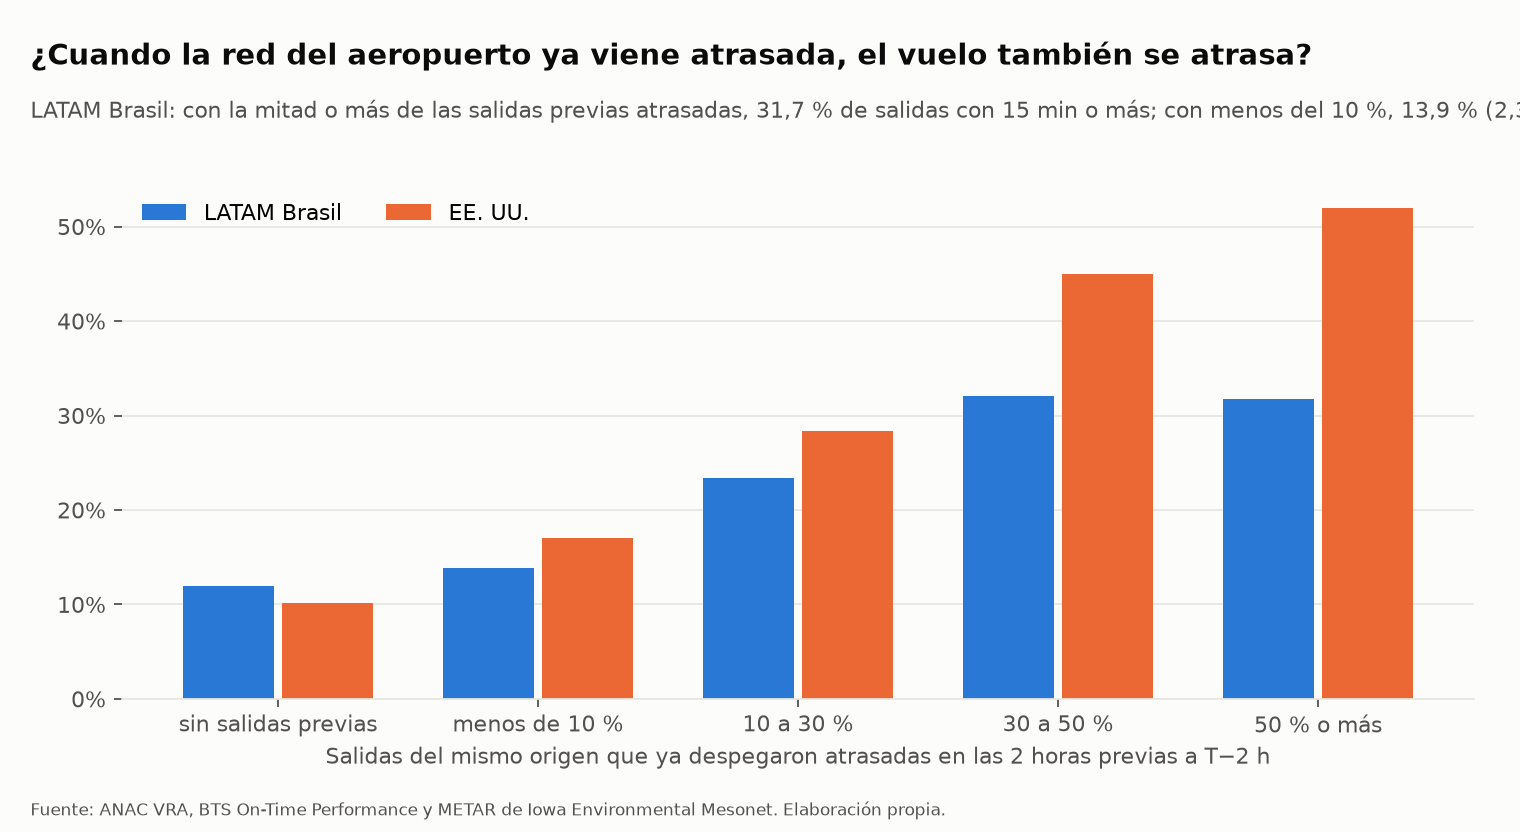 ¿Cuando la red del aeropuerto ya viene atrasada, el vuelo también se atrasa?
LATAM Brasil: con la mitad o más de las salidas previas atrasadas, 31,7 % de salidas con 15 min o más; con menos del 10 %, 13,9 % (2,3
LATAM Brasil
EE. UU.
50%
40%
30%
20%
10%
0%
sin salidas previas
menos de 10 %
10 a 30 %
30 a 50 %
50 % o más
Salidas del mismo origen que ya despegaron atrasadas en las 2 horas previas a T−2 h
Fuente: ANAC VRA, BTS On-Time Performance y METAR de Iowa Environmental Mesonet. Elaboración propia.